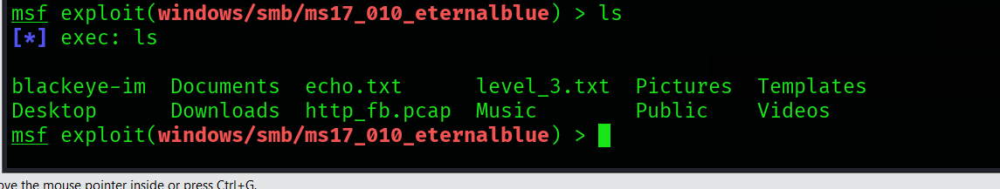 msf exploit(windows/smb/ms17_010_eternalblue) > ls
[*] exec: ls
blackeye-im  Documents  echo.txt      level_3.txt  Pictures  Templates
Desktop      Downloads  http_fb.pcap  Music        Public    Videos
msf exploit(windows/smb/ms17_010_eternalblue) >
ove the mouse pointer inside or press Ctrl+G.